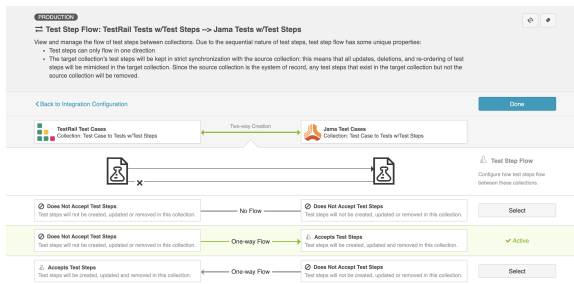 PRODUCTION
Test Step Flow: TestRail Tests w/Test Steps --> Jama Tests w/Test Steps
View and manage the flow of test steps between collections. Due to the sequential nature of test steps, test step flow has some unique properties:
• Test steps can only flow in one direction
• The target collection's test steps will be kept in strict synchronization with the source collection: this means that all updates, deletions, and re-ordering of test
steps will be mimicked in the target collection. Since the source collection is the system of record, any test steps that exist in the target collection but not the
source collection will be removed.
Back to Integration Configuration
Done
TestRail Test Cases
Collection: Test Case to Tests w/Test Steps
Two-way Creation
Jama Test Cases
Collection: Test Case to Tests w/Test Steps
Test Step Flow
Configure how test steps flow
between these collections.
Does Not Accept Test Steps
Test steps will not be created, updated or removed in this collection.
No Flow
Does Not Accept Test Steps
Test steps will not be created, updated or removed in this collection.
Select
Does Not Accept Test Steps
Test steps will not be created, updated or removed in this collection.
One-way Flow
Accepts Test Steps
Test steps will be created, updated and removed in this collection.
Active
Accepts Test Steps
Test steps will be created, updated and removed in this collection.
One-way Flow
Does Not Accept Test Steps
Test steps will not be created, updated or removed in this collection.
Select